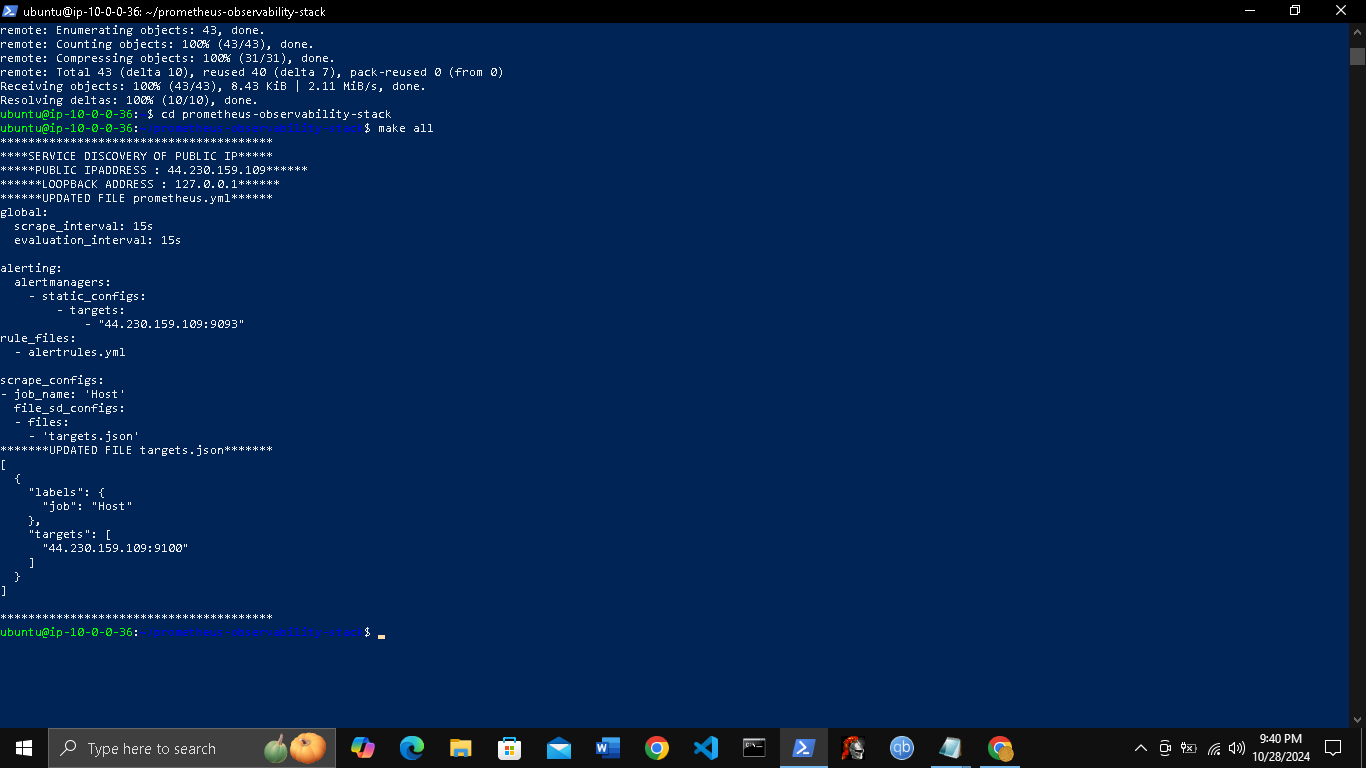 ubuntu@ip-10-0-0-36: ~/prometheus-observability-stack
remote: Enumerating objects: 43, done.
remote: Counting objects: 100% (43/43), done.
remote: Compressing objects: 100% (31/31), done.
remote: Total 43 (delta 10), reused 40 (delta 7), pack-reused 0 (from 0)
Receiving objects: 100% (43/43), 8.43 KiB | 2.11 MiB/s, done.
Resolving deltas: 100% (10/10), done.
ubuntu@ip-10-0-0-36:~$ cd prometheus-observability-stack
ubuntu@ip-10-0-0-36:~/prometheus-observability-stack$ make all
***************************************
****SERVICE DISCOVERY OF PUBLIC IP*****
*****PUBLIC IPADDRESS : 44.230.159.109******
******LOOPBACK ADDRESS : 127.0.0.1******
******UPDATED FILE prometheus.yml******
global:
  scrape_interval: 15s
  evaluation_interval: 15s

alerting:
  alertmanagers:
    - static_configs:
        - targets:
            - "44.230.159.109:9093"
rule_files:
  - alertrules.yml

scrape_configs:
- job_name: 'Host'
  file_sd_configs:
  - files:
    - 'targets.json'
*******UPDATED FILE targets.json*******
[
  {
    "labels": {
      "job": "Host"
    },
    "targets": [
      "44.230.159.109:9100"
    ]
  }
]

***************************************
ubuntu@ip-10-0-0-36:~/prometheus-observability-stack$
Type here to search
qb
9:40 PM
10/28/2024